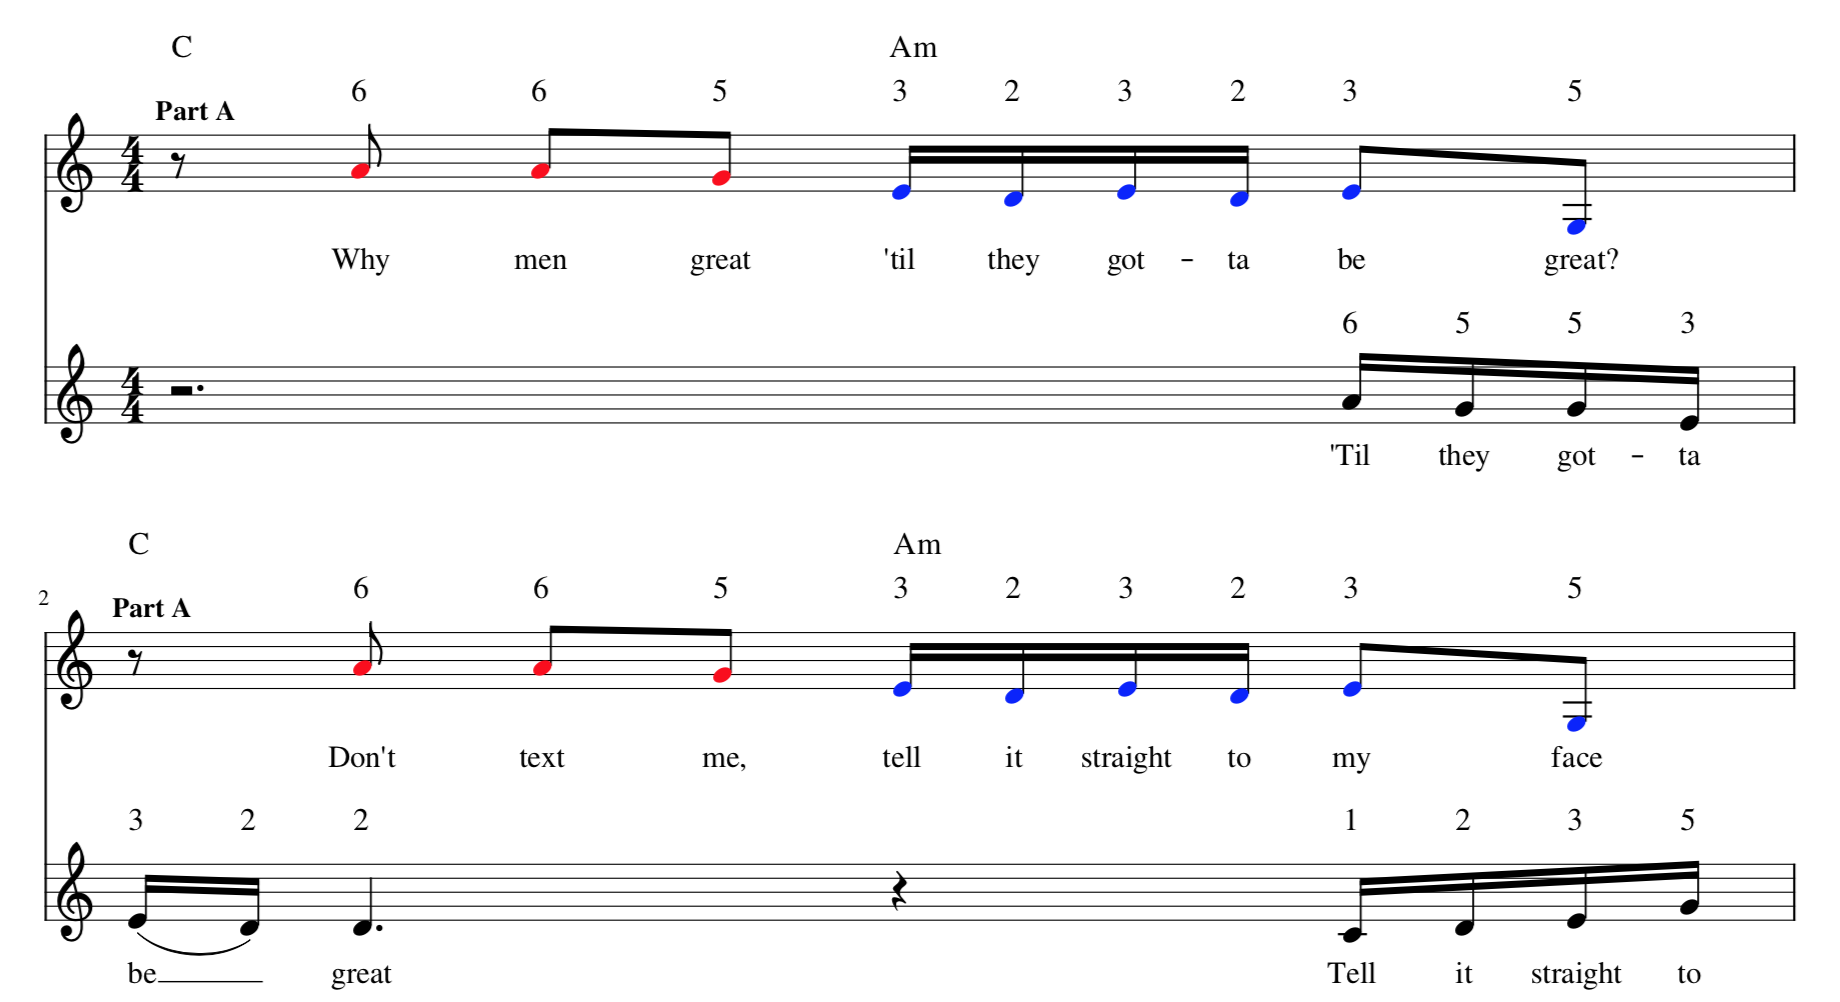 C Am
6 6 5 3 2 3 2 3 5
Part A
4
4
Why men great 'til they got - ta be great?
6 5 5 3
4
4
'Til they got - ta
C Am
6 6 5 3 2 3 2 3 5
2 Part A
Don't text me, tell it straight to my face
3 2 2 1 2 3 5
be great Tell it straight to